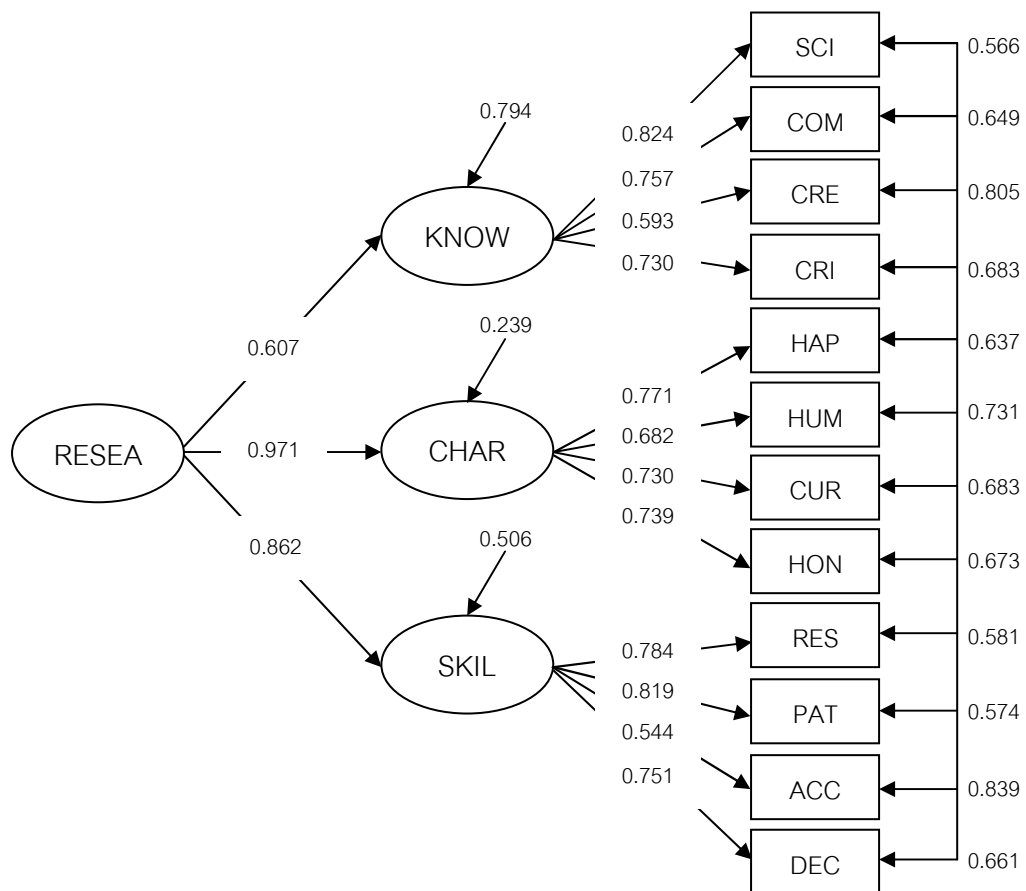 SCI
0.566
0.794
0.824
COM
0.649
0.757
CRE
0.805
0.593
KNOW
0.730
CRI
0.683
0.239
HAP
0.637
0.607
0.771
HUM
0.731
0.682
RESEA
0.971
CHAR
0.730
CUR
0.683
0.739
0.862
0.506
HON
0.673
0.784
RES
0.581
SKIL
0.819
PAT
0.574
0.544
0.751
ACC
0.839
DEC
0.661